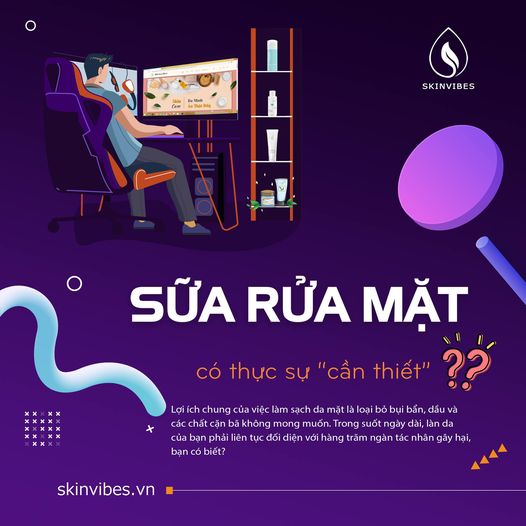 SKINVIBES
SỮA RỬA MẶT
có thực sự "cần thiết" ??
Lợi ích chung của việc làm sạch da mặt là loại bỏ bụi bẩn, dầu và
các chất cặn bã không mong muốn. Trong suốt ngày dài, làn da
của bạn phải liên tục đối diện với hàng trăm ngàn tác nhân gây hại,
bạn có biết?
skinvibes.vn